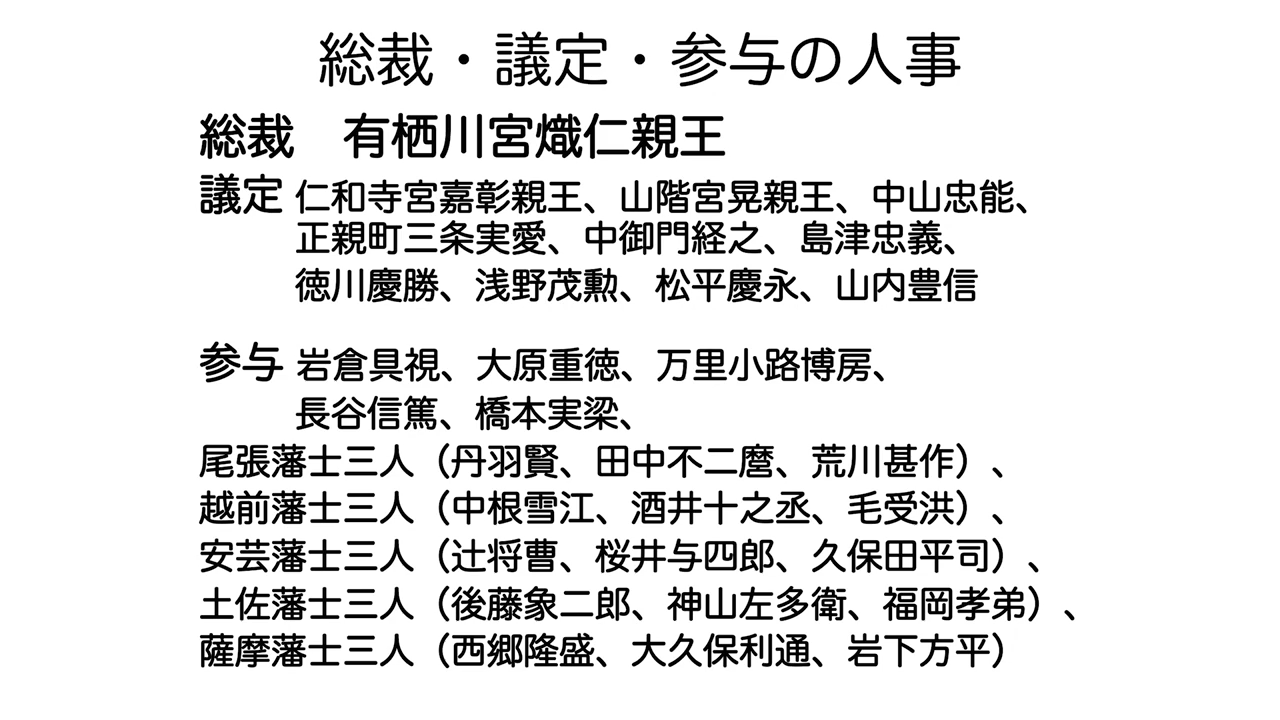 総裁・議定・参与の人事
総裁　有栖川宮熾仁親王
議定 仁和寺宮嘉彰親王、山階宮晃親王、中山忠能、
正親町三条実愛、中御門経之、島津忠義、
徳川慶勝、浅野茂勲、松平慶永、山内豊信
参与 岩倉具視、大原重徳、万里小路博房、
長谷信篤、橋本実梁、
尾張藩士三人（丹羽賢、田中不二麿、荒川甚作）、
越前藩士三人（中根雪江、酒井十之丞、毛受洪）、
安芸藩士三人（辻将曹、桜井与四郎、久保田平司）、
土佐藩士三人（後藤象二郎、神山左多衛、福岡孝弟）、
薩摩藩士三人（西郷隆盛、大久保利通、岩下方平）